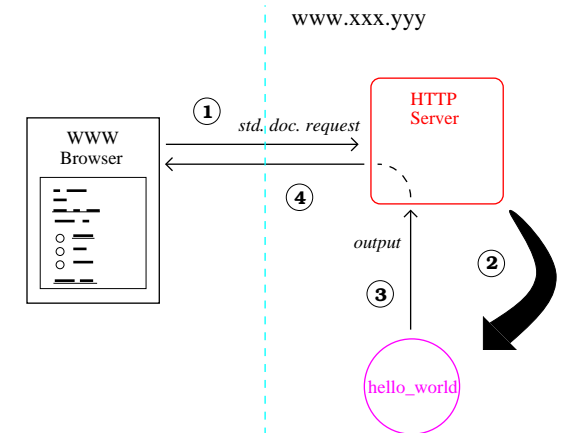 www.xxx.yyy
1
std. doc. request
HTTP
Server
WWW
Browser
4
output
2
3
hello_world